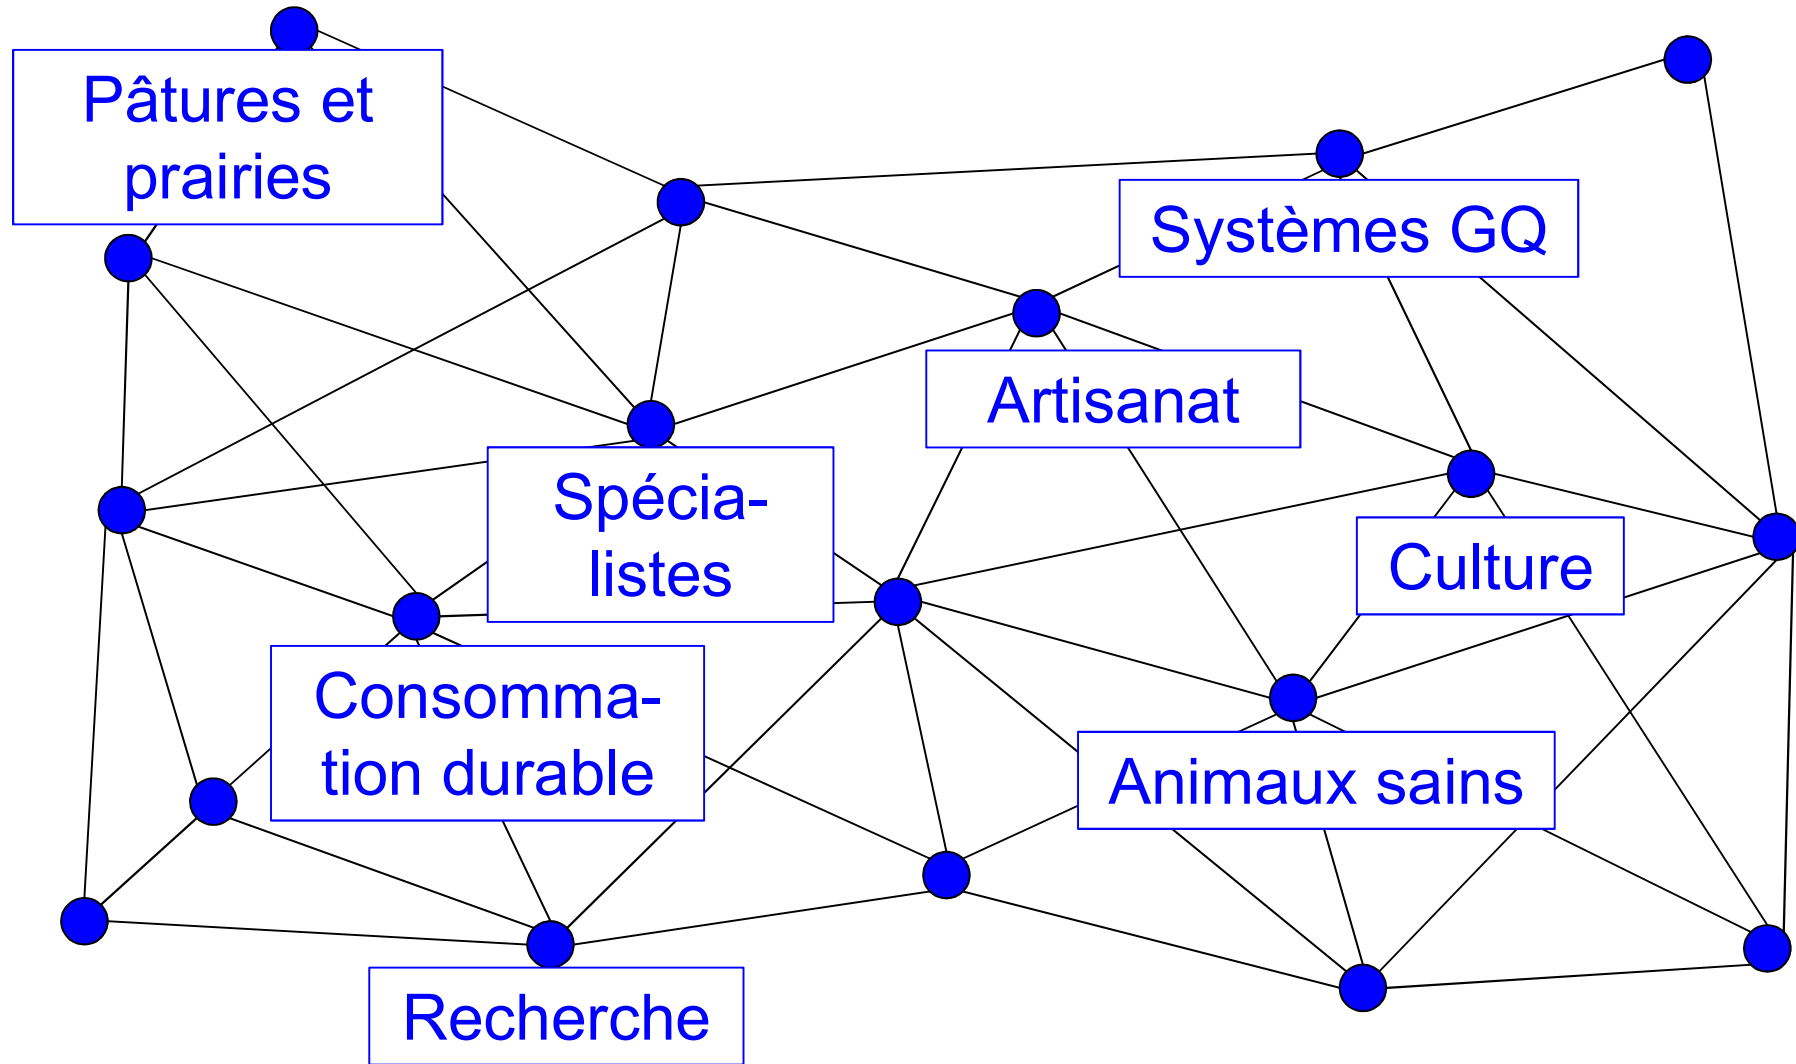 Pâtures et
prairies
Systèmes GQ
Artisanat
Spécia-
listes
Culture
Consomma-
tion durable
Animaux sains
Recherche